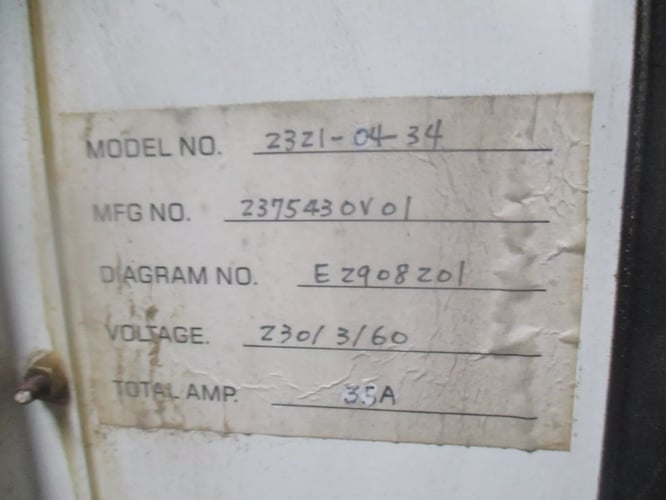 MODEL NO. 2321-04-34
MFG NO. 2375430V01
DIAGRAM NO. E2908201
VOLTAGE. 230/3/60
TOTAL AMP. 35A